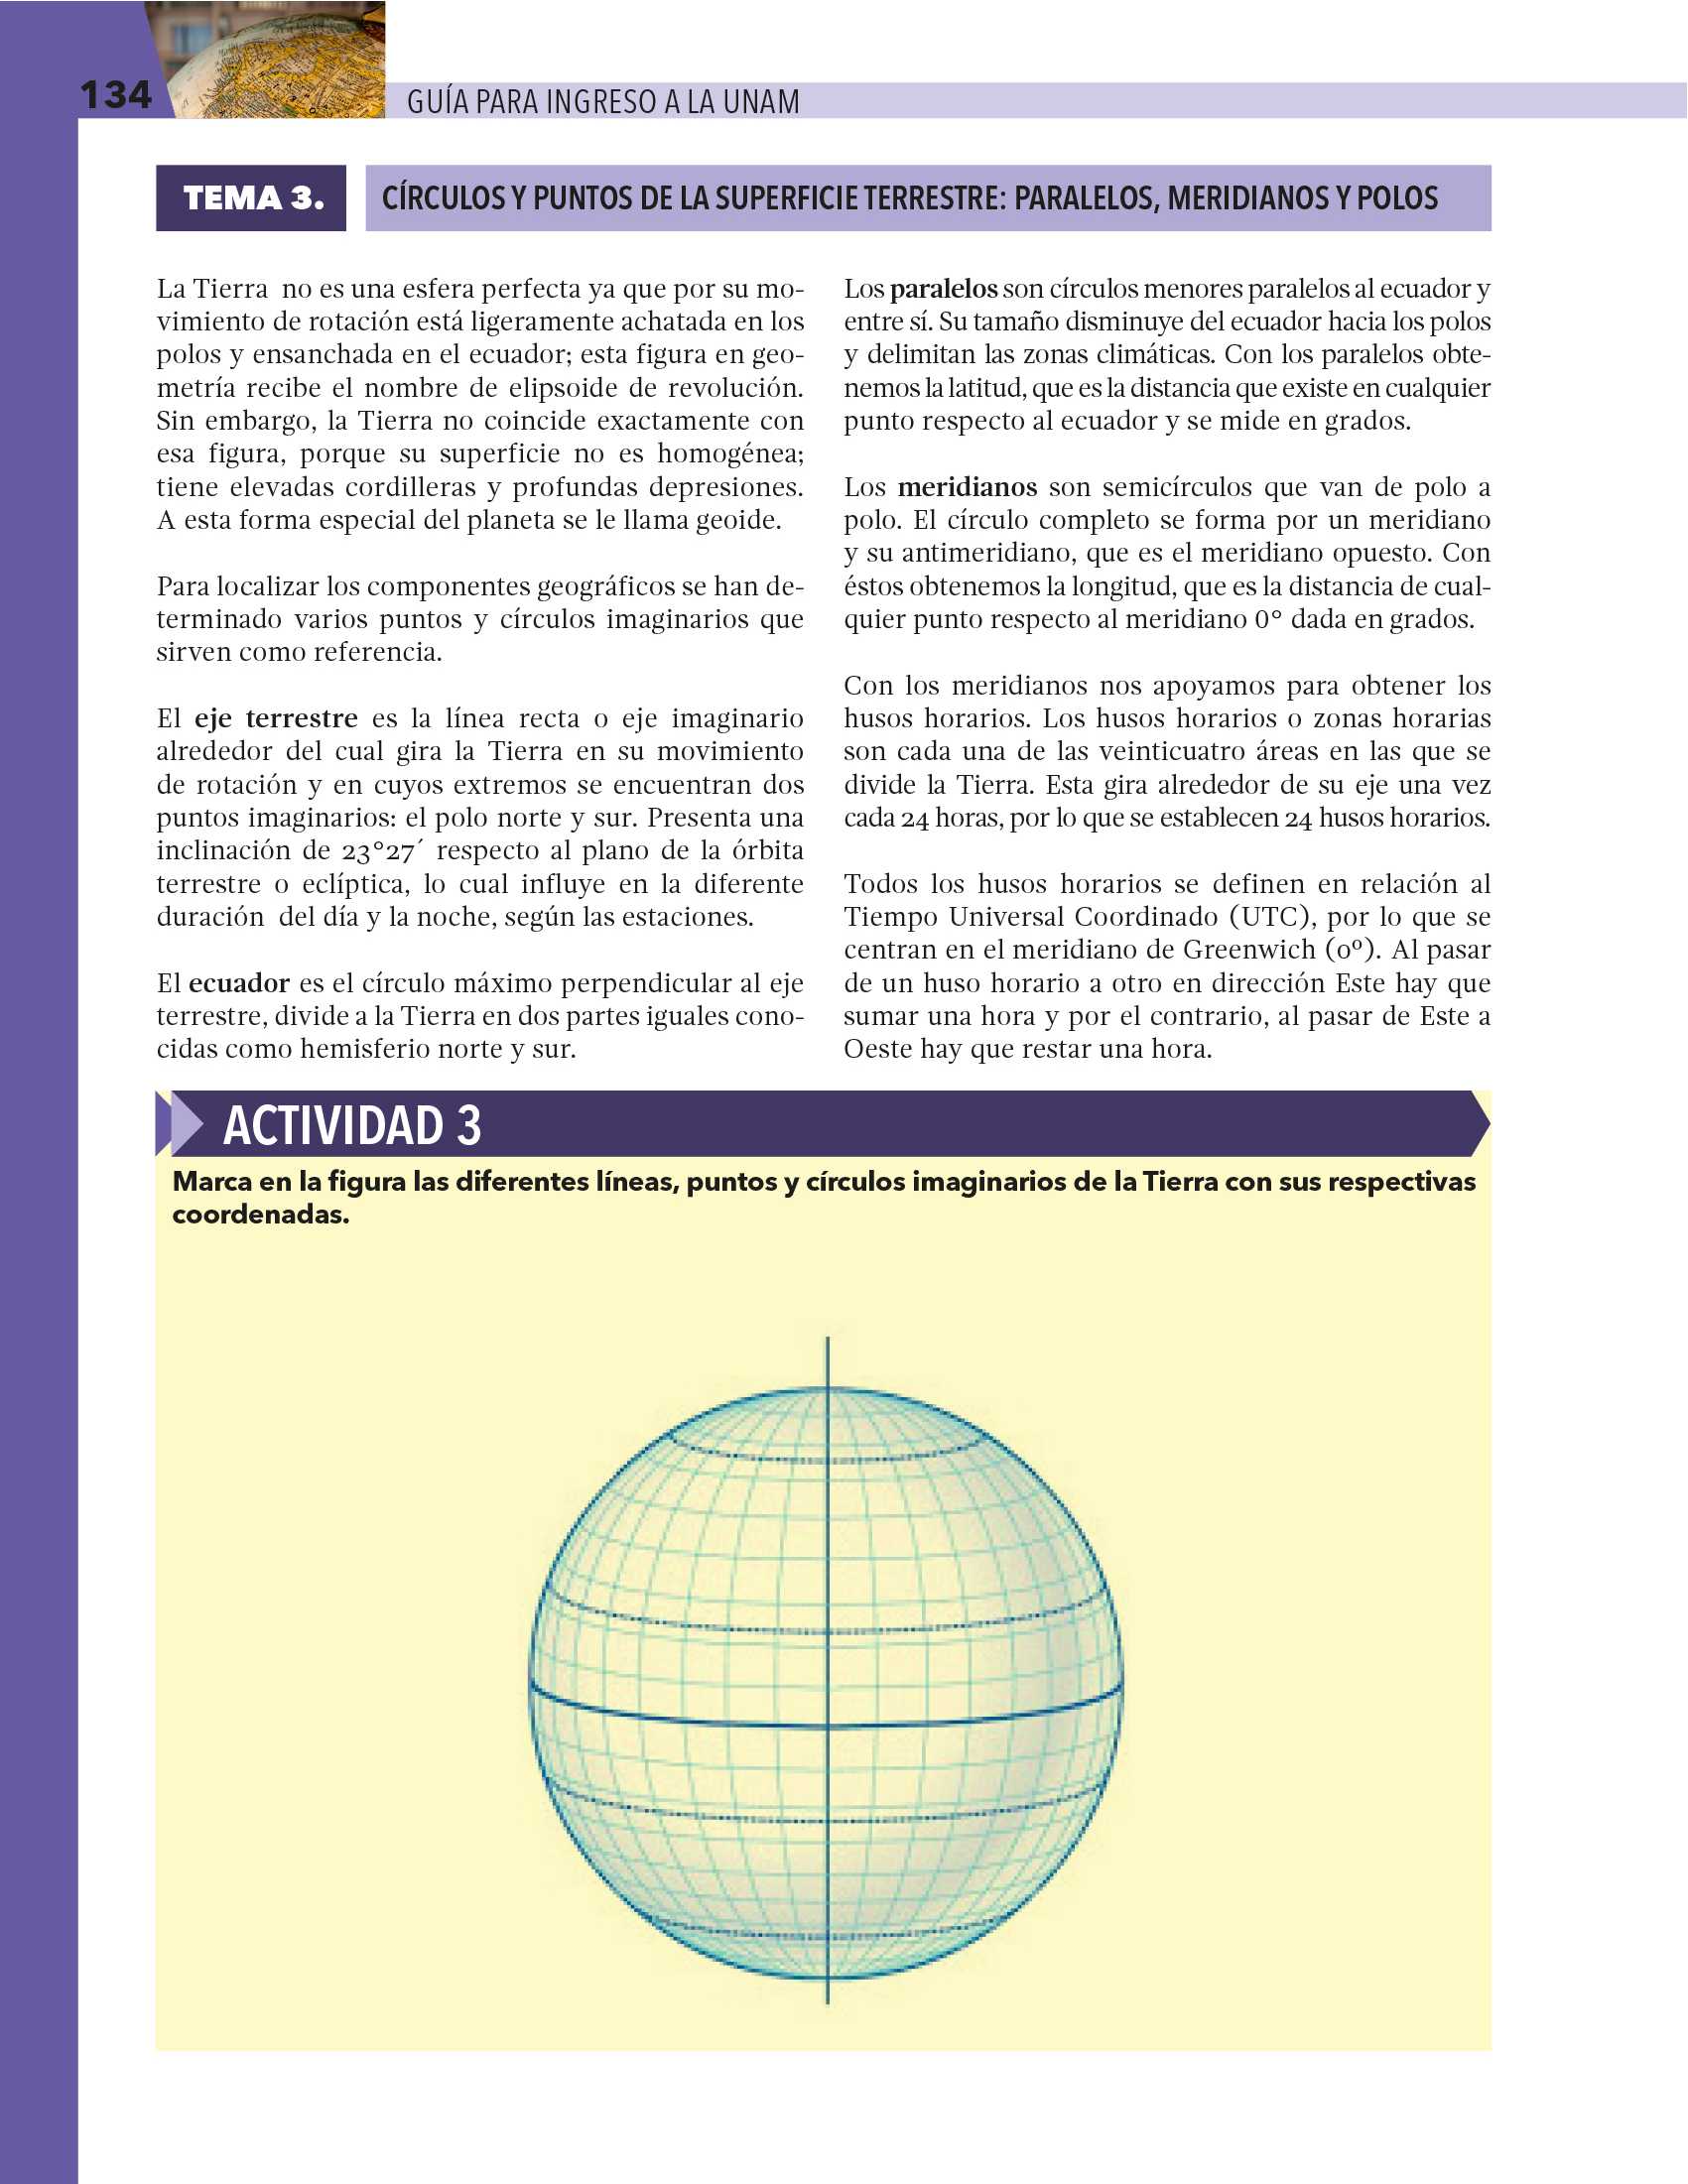 134
GUÍA PARA INGRESO A LA UNAM
TEMA 3.
CÍRCULOS Y PUNTOS DE LA SUPERFICIE TERRESTRE: PARALELOS, MERIDIANOS Y POLOS
La Tierra no es una esfera perfecta ya que por su mo-
vimiento de rotación está ligeramente achatada en los
polos y ensanchada en el ecuador; esta figura en geo-
metría recibe el nombre de elipsoide de revolución.
Sin embargo, la Tierra no coincide exactamente con
esa figura, porque su superficie no es homogénea;
tiene elevadas cordilleras y profundas depresiones.
A esta forma especial del planeta se le llama geoide.
Para localizar los componentes geográficos se han de-
terminado varios puntos y círculos imaginarios que
sirven como referencia.
El eje terrestre es la línea recta o eje imaginario
alrededor del cual gira la Tierra en su movimiento
de rotación y en cuyos extremos se encuentran dos
puntos imaginarios: el polo norte y sur. Presenta una
inclinación de 23°27´ respecto al plano de la órbita
terrestre o eclíptica, lo cual influye en la diferente
duración del día y la noche, según las estaciones.
El ecuador es el círculo máximo perpendicular al eje
terrestre, divide a la Tierra en dos partes iguales cono-
cidas como hemisferio norte y sur.
Los paralelos son círculos menores paralelos al ecuador y
entre sí. Su tamaño disminuye del ecuador hacia los polos
y delimitan las zonas climáticas. Con los paralelos obte-
nemos la latitud, que es la distancia que existe en cualquier
punto respecto al ecuador y se mide en grados.
Los meridianos son semicírculos que van de polo a
polo. El círculo completo se forma por un meridiano
y su antimeridiano, que es el meridiano opuesto. Con
éstos obtenemos la longitud, que es la distancia de cual-
quier punto respecto al meridiano 0° dada en grados.
Con los meridianos nos apoyamos para obtener los
husos horarios. Los husos horarios o zonas horarias
son cada una de las veinticuatro áreas en las que se
divide la Tierra. Esta gira alrededor de su eje una vez
cada 24 horas, por lo que se establecen 24 husos horarios.
Todos los husos horarios se definen en relación al
Tiempo Universal Coordinado (UTC), por lo que se
centran en el meridiano de Greenwich (0º). Al pasar
de un huso horario a otro en dirección Este hay que
sumar una hora y por el contrario, al pasar de Este a
Oeste hay que restar una hora.
ACTIVIDAD 3
Marca en la figura las diferentes líneas, puntos y círculos imaginarios de la Tierra con sus respectivas
coordenadas.